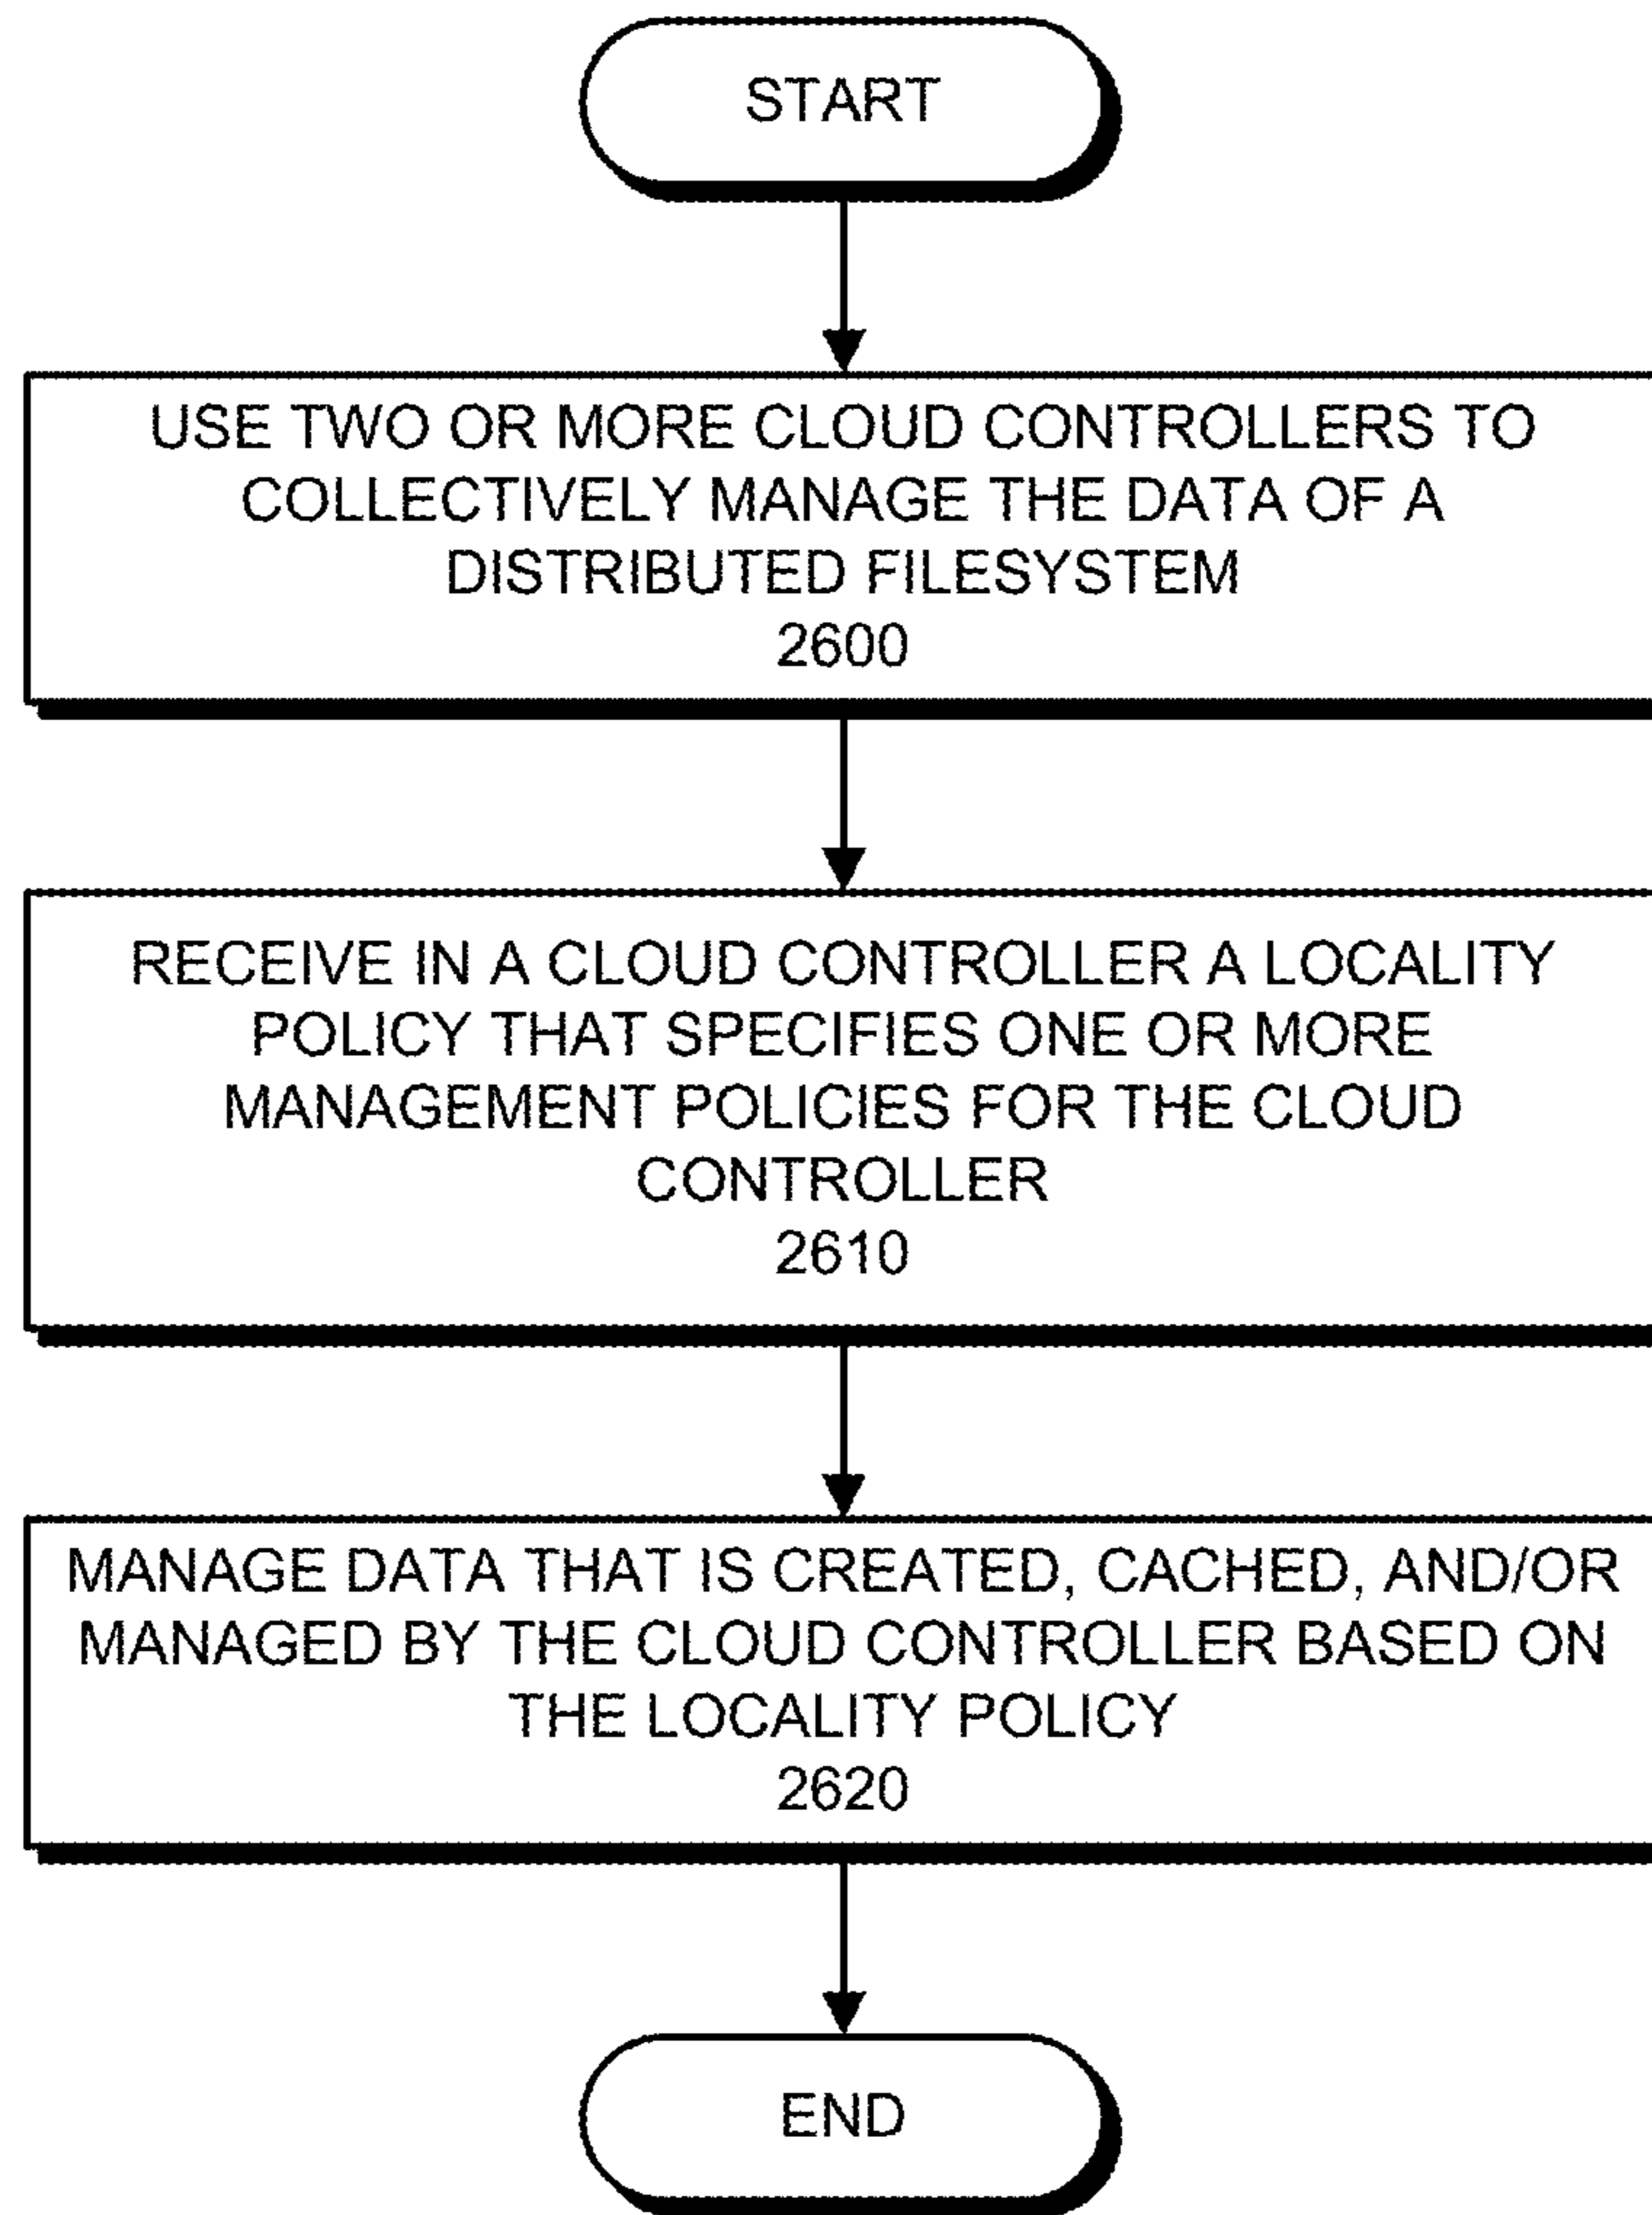 START
USE TWO OR MORE CLOUD CONTROLLERS TO
COLLECTIVELY MANAGE THE DATA OF A
DISTRIBUTED FILESYSTEM
2600
RECEIVE IN A CLOUD CONTROLLER A LOCALITY
POLICY THAT SPECIFIES ONE OR MORE
MANAGEMENT POLICIES FOR THE CLOUD
CONTROLLER
2610
MANAGE DATA THAT IS CREATED, CACHED, AND/OR
MANAGED BY THE CLOUD CONTROLLER BASED ON
THE LOCALITY POLICY
2620
END